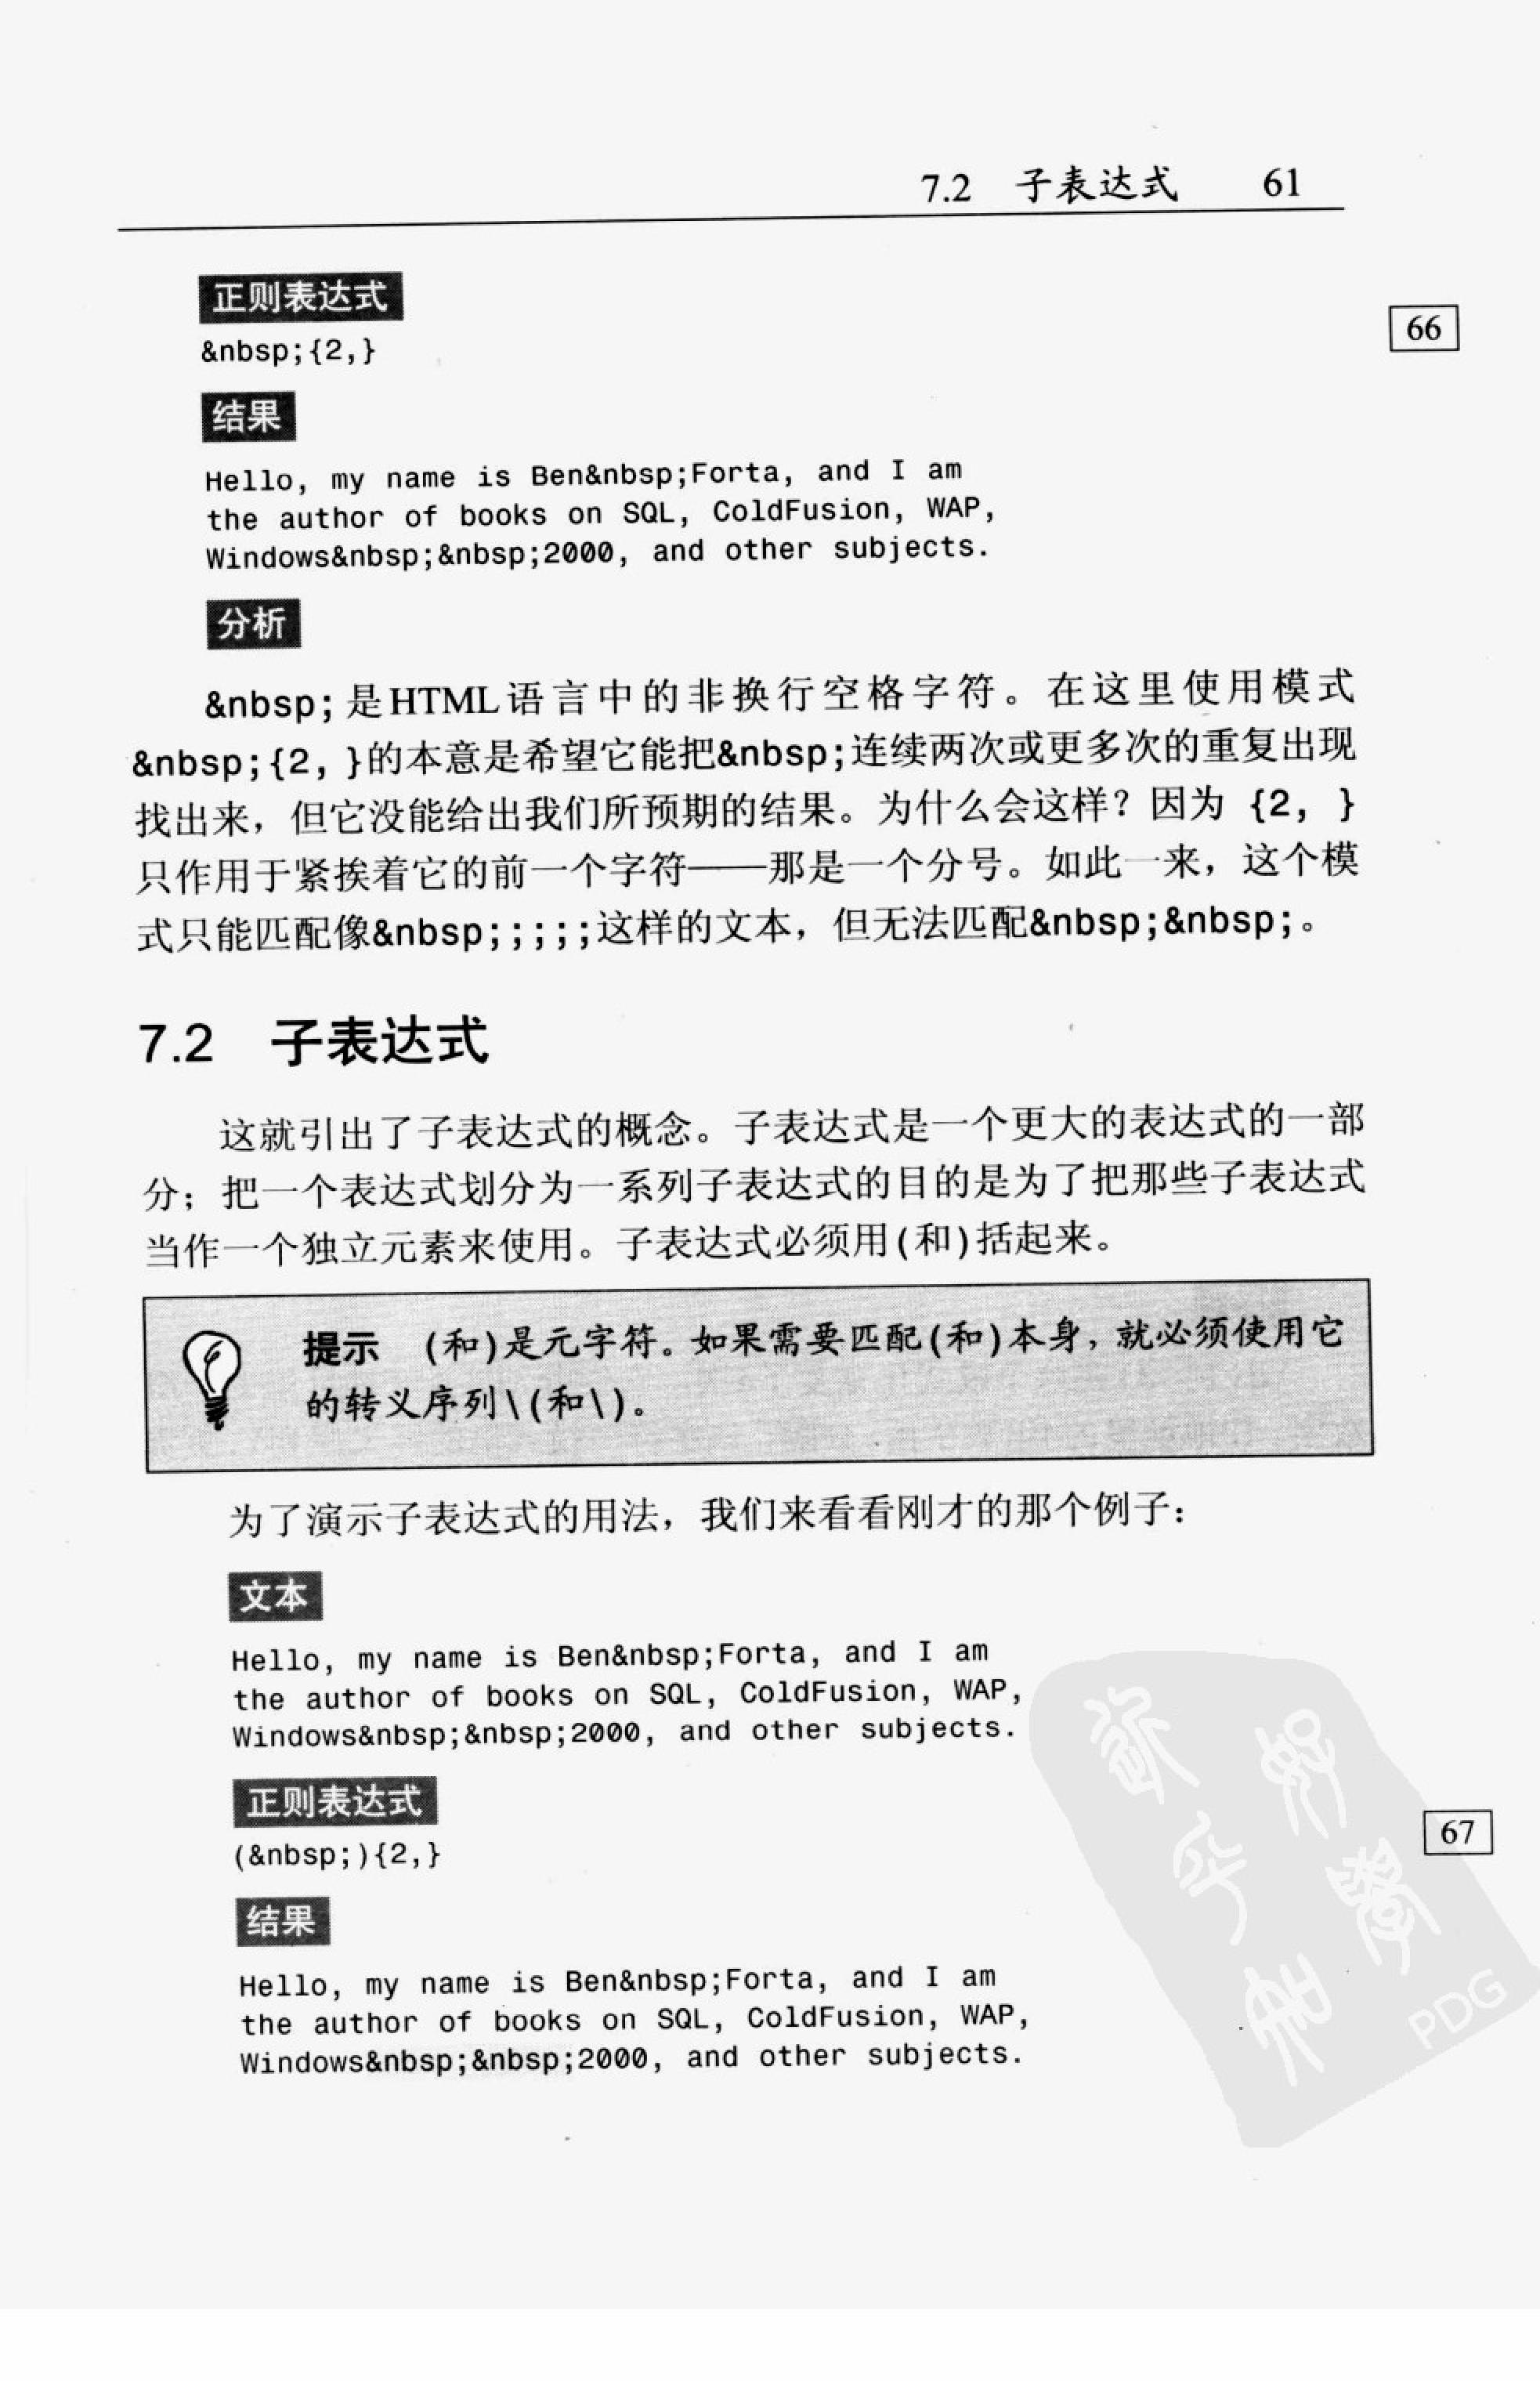 7.2 子表达式 61
正则表达式
66
&nbsp;{2,}
结果
Hello, my name is Ben&nbsp;Forta, and I am
the author of books on SQL, ColdFusion, WAP,
Windows&nbsp;&nbsp;2000, and other subjects.
分析
&nbsp;是HTML语言中的非换行空格字符。在这里使用模式
&nbsp;{2, }的本意是希望它能把&nbsp;连续两次或更多次的重复出现
找出来，但它没能给出我们所预期的结果。为什么会这样？因为 {2, }
只作用于紧挨着它的前一个字符——那是一个分号。如此一来，这个模
式只能匹配像&nbsp;;;;;这样的文本，但无法匹配&nbsp;&nbsp;。
7.2 子表达式
这就引出了子表达式的概念。子表达式是一个更大的表达式的一部
分；把一个表达式划分为一系列子表达式的目的是为了把那些子表达式
当作一个独立元素来使用。子表达式必须用(和)括起来。
提示 (和)是元字符。如果需要匹配(和)本身，就必须使用它
的转义序列\(和\)。
为了演示子表达式的用法，我们来看看刚才的那个例子：
文本
Hello, my name is Ben&nbsp;Forta, and I am
the author of books on SQL, ColdFusion, WAP,
Windows&nbsp;&nbsp;2000, and other subjects.
正则表达式
67
(&nbsp;){2,}
结果
Hello, my name is Ben&nbsp;Forta, and I am
the author of books on SQL, ColdFusion, WAP,
Windows&nbsp;&nbsp;2000, and other subjects.
PDG